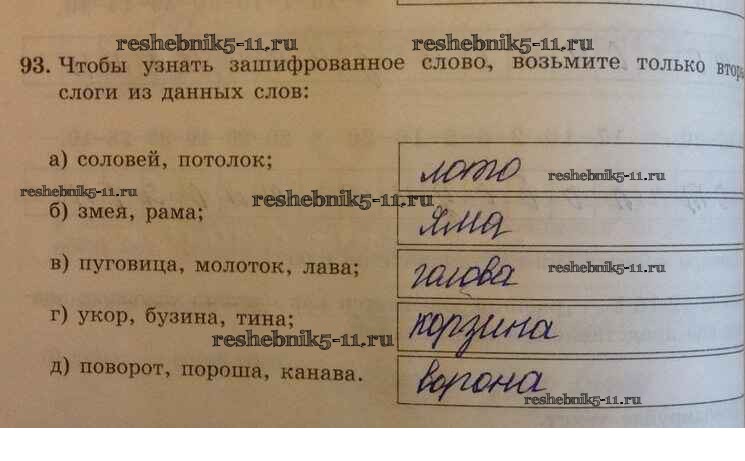 reshebnik5-11.ru reshebnik5-11.ru
93. Чтобы узнать зашифрованное слово, возьмите только вторы
слоги из данных слов:
а) соловей, потолок; лото
reshebnik5-11.ru
reshebnik5-11.ru reshebnik5-11.ru
б) змея, рама; яма
в) пуговица, молоток, лава; голова
reshebnik5-11.ru
г) укор, бузина, тина; корзина
reshebnik5-11.ru
д) поворот, пороша, канава. ворона
reshebnik5-11.ru